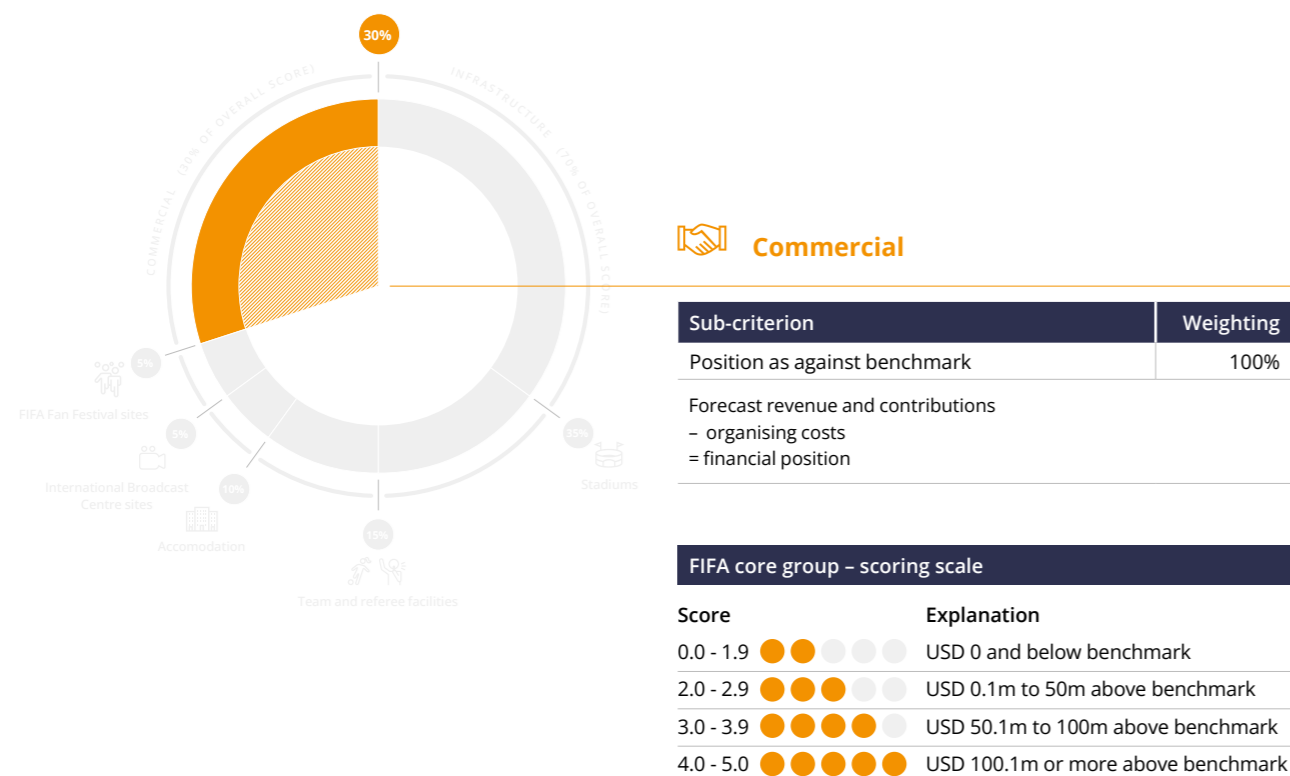 30%
COMMERCIAL (30% OF OVERALL SCORE)
INFRASTRUCTURE (70% OF OVERALL SCORE)
5%
FIFA Fan Festival sites
5%
International Broadcast
Centre sites
10%
Accomodation
15%
Team and referee facilities
35%
Stadiums
Commercial
Sub-criterion Weighting
Position as against benchmark 100%
Forecast revenue and contributions
– organising costs
= financial position
FIFA core group – scoring scale
Score Explanation
0.0 - 1.9 USD 0 and below benchmark
2.0 - 2.9 USD 0.1m to 50m above benchmark
3.0 - 3.9 USD 50.1m to 100m above benchmark
4.0 - 5.0 USD 100.1m or more above benchmark